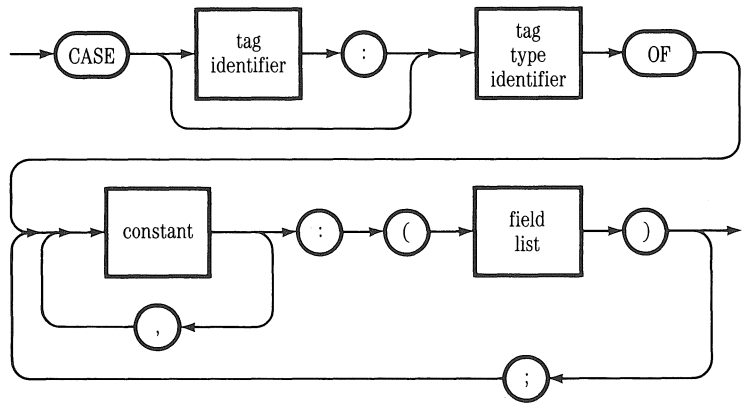 CASE
tag
identifier
:
tag
type
identifier
OF
constant
:
(
field
list
)
,
;